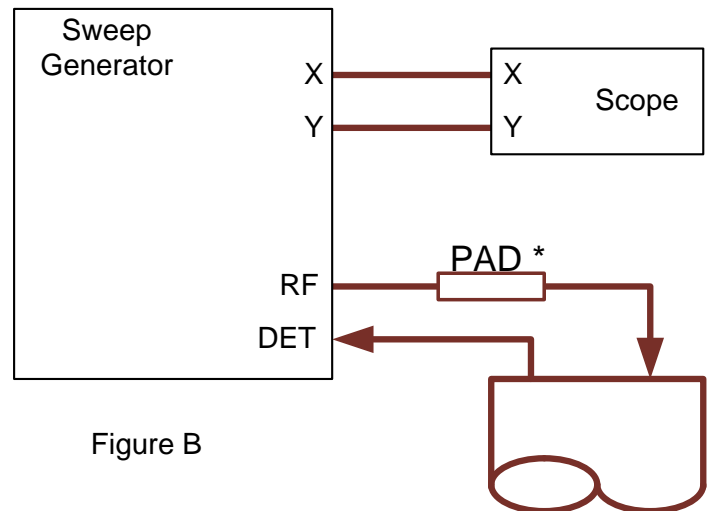 Sweep
Generator
X
X
Scope
Y
Y
PAD *
RF
DET
Figure B